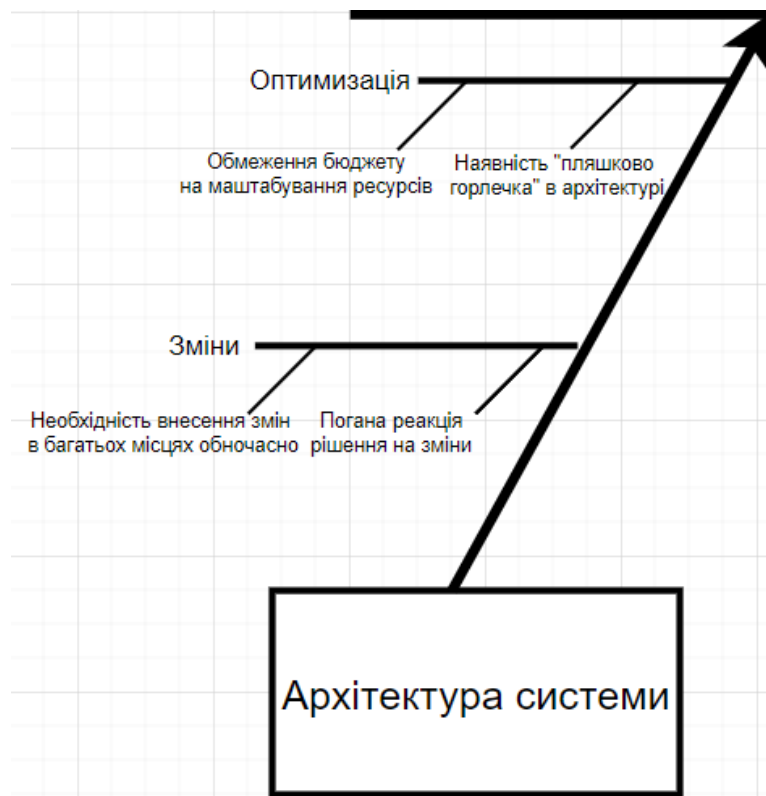 Оптимизація
Обмеження бюджету
на маштабування ресурсів
Наявність "пляшково
горлечка" в архітектурі
Зміни
Необхідність внесення змін
в багатьох місцях обночасно
Погана реакція
рішення на зміни
Архітектура системи